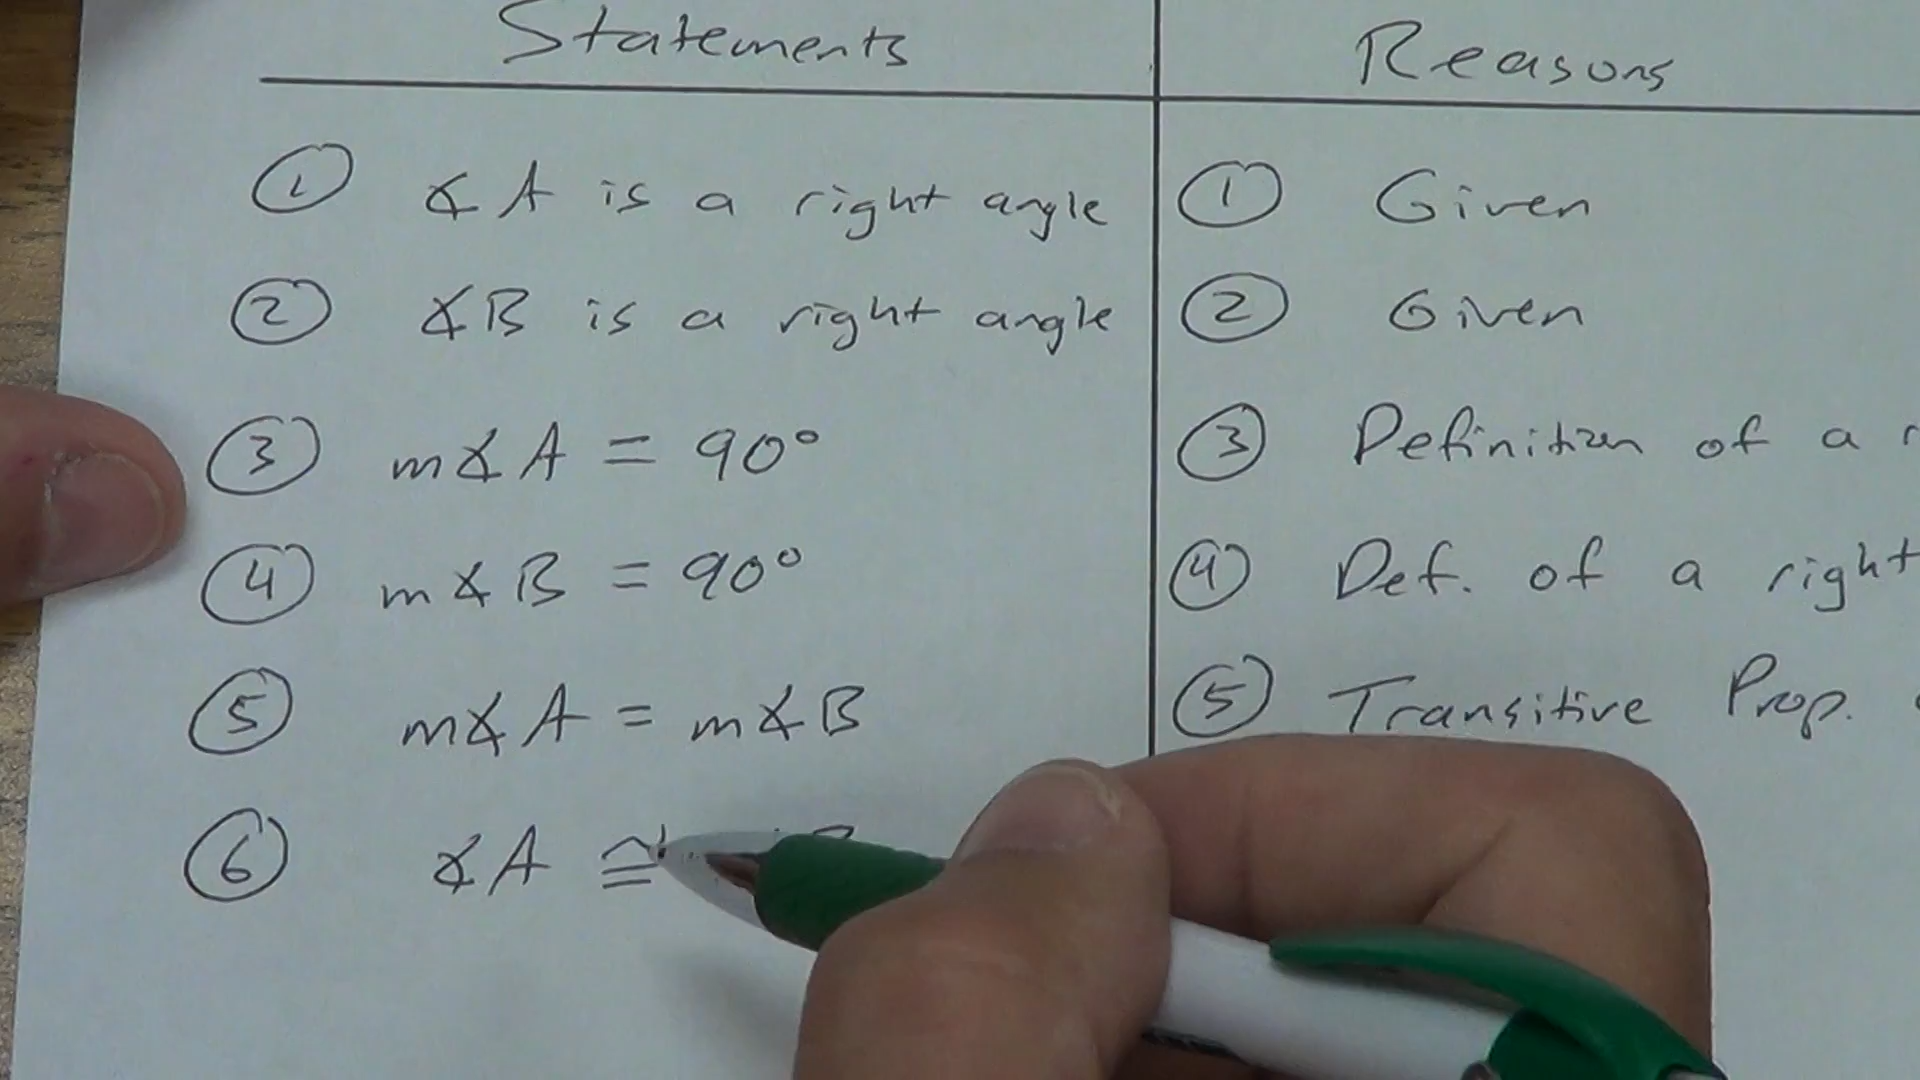 Statements Reasons
① ∡A is a right angle ① Given
② ∡B is a right angle ② Given
③ m∡A = 90° ③ Definition of a
④ m∡B = 90° ④ Def. of a right
⑤ m∡A = m∡B ⑤ Transitive Prop.
⑥ ∡A ≅